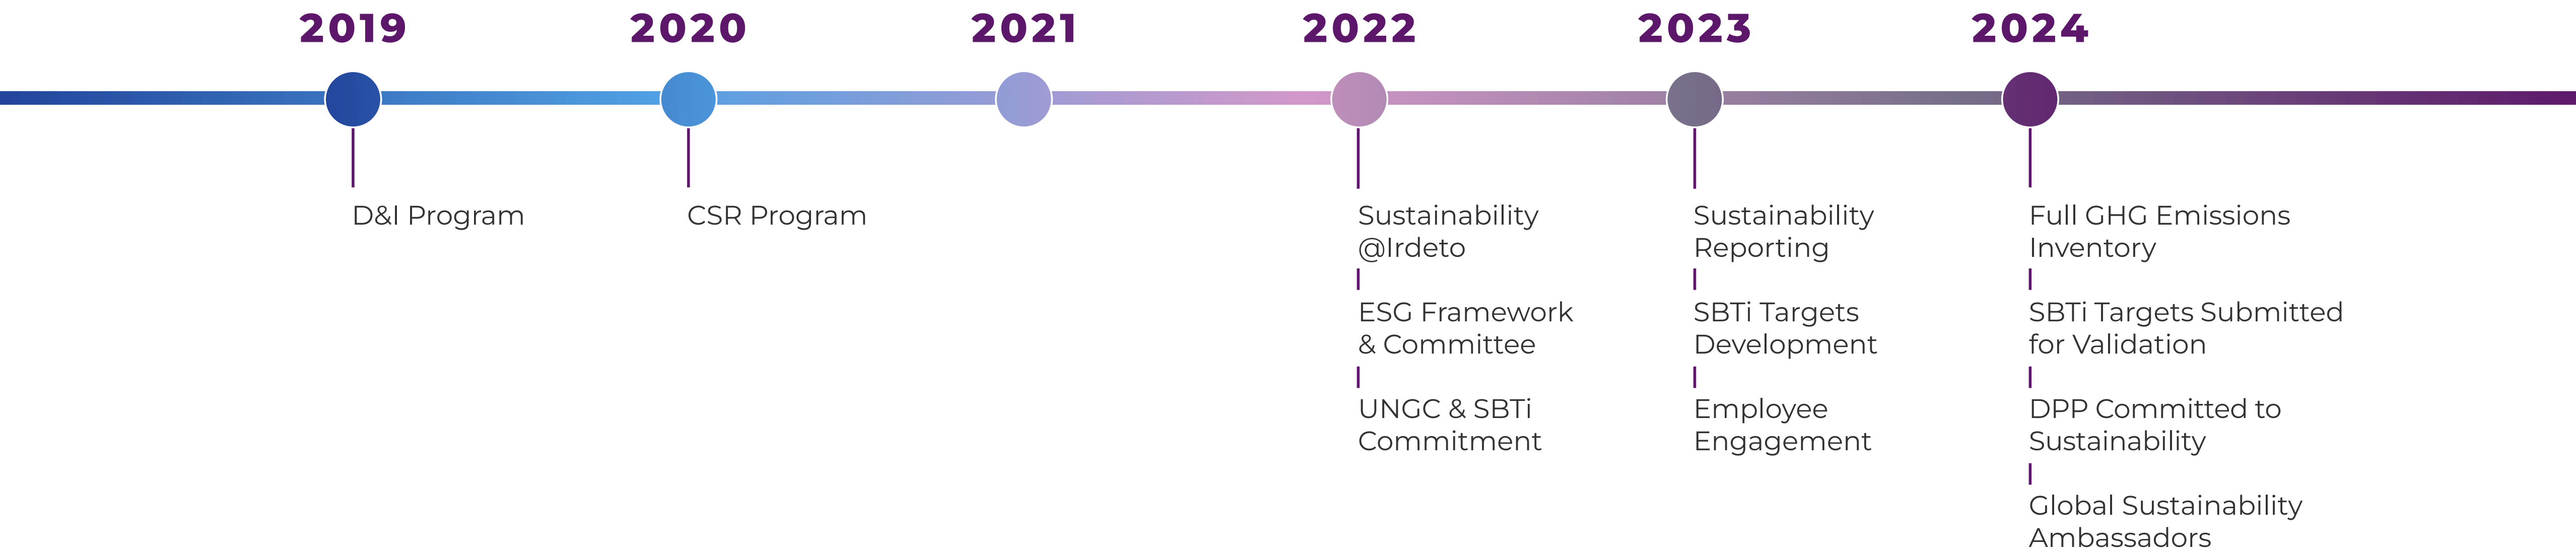 2019
2020
2021
2022
2023
2024
D&I Program
CSR Program
Sustainability
@Irdeto
ESG Framework
& Committee
UNGC & SBTi
Commitment
Sustainability
Reporting
SBTi Targets
Development
Employee
Engagement
Full GHG Emissions
Inventory
SBTi Targets Submitted
for Validation
DPP Committed to
Sustainability
Global Sustainability
Ambassadors